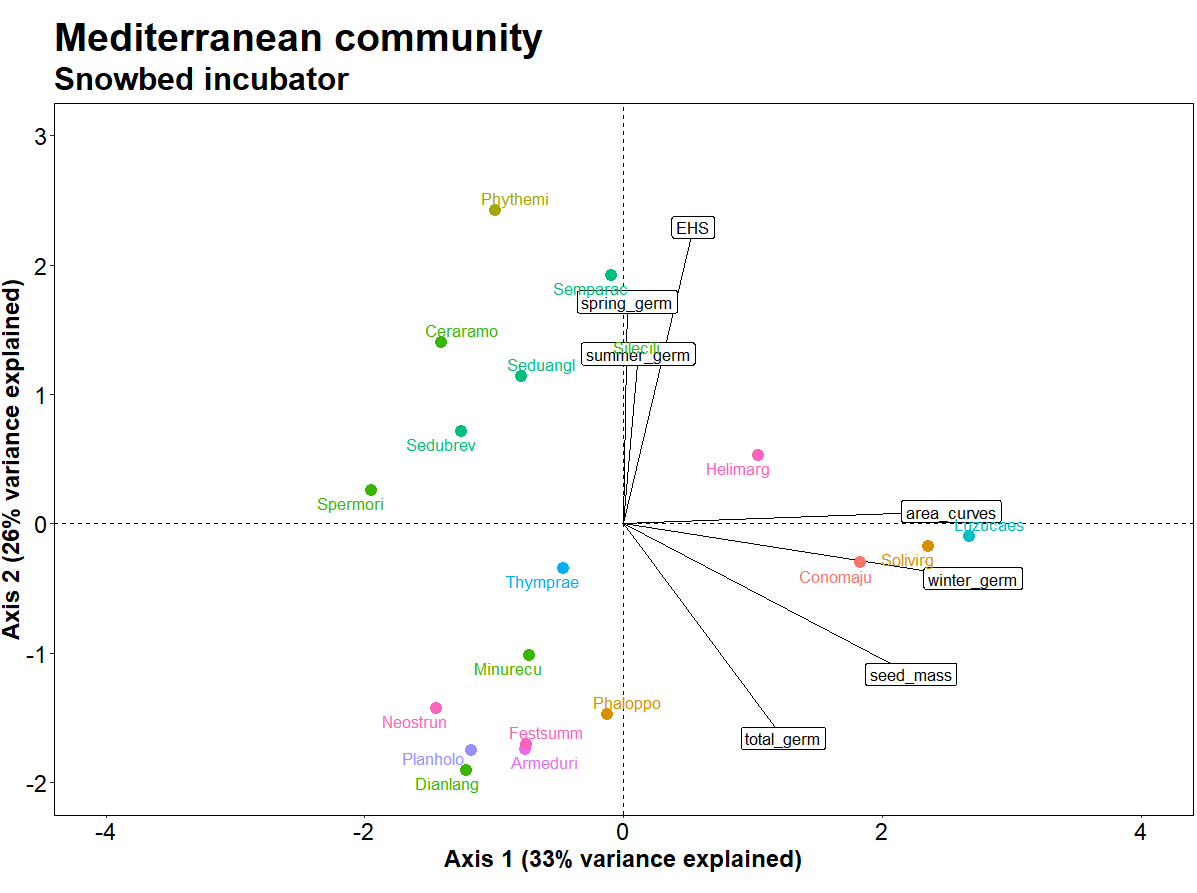 Mediterranean community
Snowbed incubator
Axis 2 (26% variance explained)
3
2
1
0
-1
-2
Phythemi
EHS
Semparac
spring_germ
Ceraramo
Silecili
summer_germ
Seduangl
Sedubrev
Helimarg
Spermori
area_curves
Luzucaes
Solivirg
Conomaju
winter_germ
Thymprae
Minurecu
seed_mass
Phaloppo
Neostrun
Festsumm
total_germ
Planholo
Armeduri
Dianlang
-4
-2
0
2
4
Axis 1 (33% variance explained)